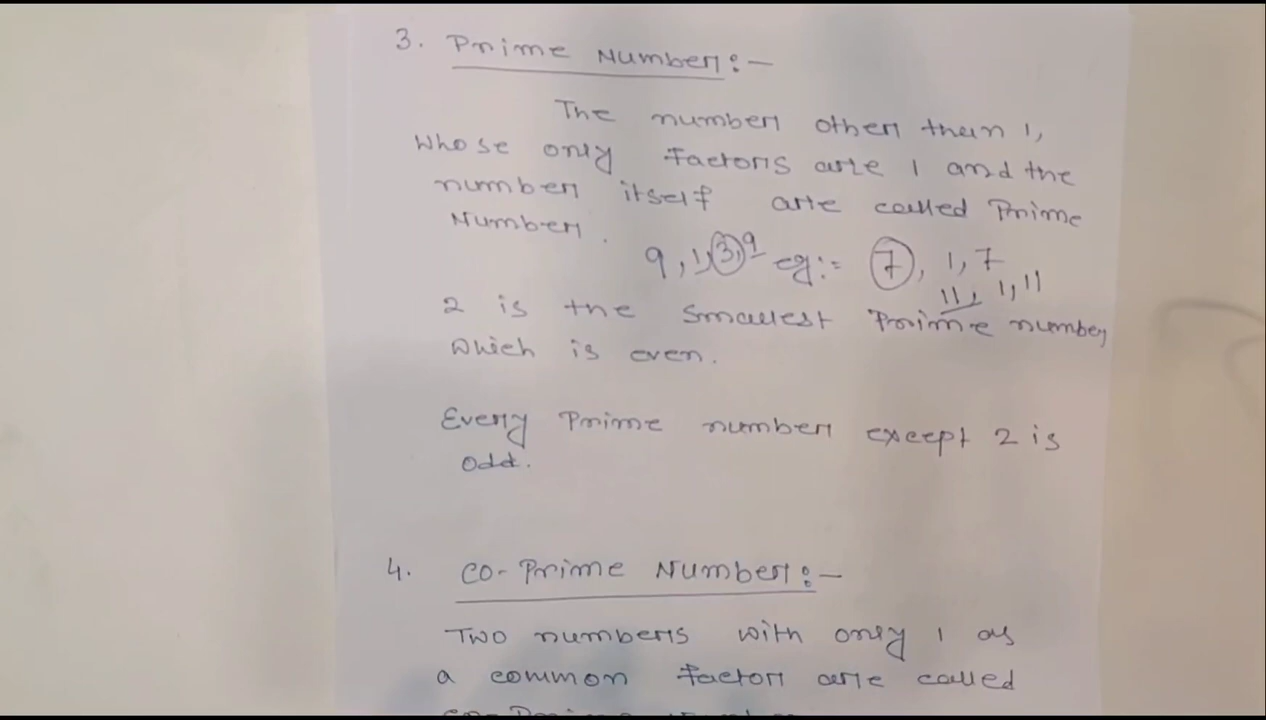 3. Prime Number:-
The number other than 1,
whose only factors are 1 and the
number itself are called Prime
Number.
9, 1, 3, 9 eg:- 7, 1, 7
11, 1, 11
2 is the smallest Prime number
which is even.
Every Prime number except 2 is
odd.
4. Co-Prime Number:-
Two numbers with only 1 as
a common factor are called